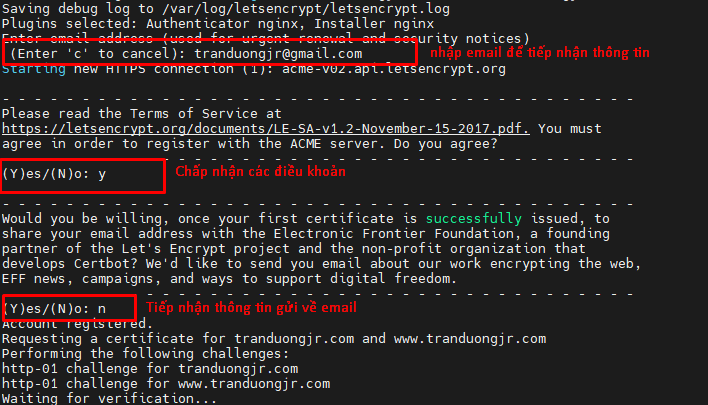 Saving debug log to /var/log/letsencrypt/letsencrypt.log
Plugins selected: Authenticator nginx, Installer nginx
Enter email address (used for urgent renewal and security notices)
(Enter 'c' to cancel): tranduongjr@gmail.com nhập email để tiếp nhận thông tin
Starting new HTTPS connection (1): acme-v02.api.letsencrypt.org
- - - - - - - - - - - - - - - - - - - - - - - - - - - - - - - - - - - - - - - -
Please read the Terms of Service at
https://letsencrypt.org/documents/LE-SA-v1.2-November-15-2017.pdf. You must
agree in order to register with the ACME server. Do you agree?
- - - - - - - - - - - - - - - - - - - - - - - - - - - - - - - - - - - - - - - -
(Y)es/(N)o: y Chấp nhận các điều khoàn
- - - - - - - - - - - - - - - - - - - - - - - - - - - - - - - - - - - - - - - -
Would you be willing, once your first certificate is successfully issued, to
share your email address with the Electronic Frontier Foundation, a founding
partner of the Let's Encrypt project and the non-profit organization that
develops Certbot? We'd like to send you email about our work encrypting the web,
EFF news, campaigns, and ways to support digital freedom.
- - - - - - - - - - - - - - - - - - - - - - - - - - - - - - - - - - - - - - - -
(Y)es/(N)o: n Tiếp nhận thông tin gửi về email
Account registered.
Requesting a certificate for tranduongjr.com and www.tranduongjr.com
Performing the following challenges:
http-01 challenge for tranduongjr.com
http-01 challenge for www.tranduongjr.com
Waiting for verification...